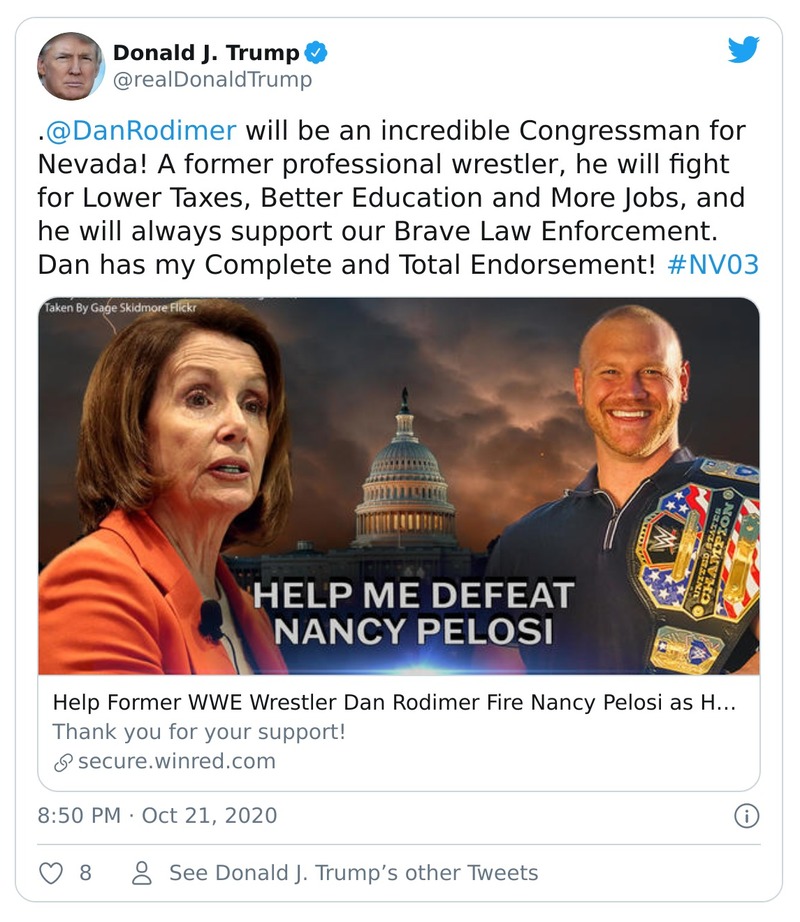 Donald J. Trump
@realDonaldTrump
.@DanRodimer will be an incredible Congressman for
Nevada! A former professional wrestler, he will fight
for Lower Taxes, Better Education and More Jobs, and
he will always support our Brave Law Enforcement.
Dan has my Complete and Total Endorsement! #NV03
Taken By Gage Skidmore Flickr
UNITED STATES
CHAMPION
HELP ME DEFEAT
NANCY PELOSI
Help Former WWE Wrestler Dan Rodimer Fire Nancy Pelosi as H...
Thank you for your support!
secure.winred.com
8:50 PM · Oct 21, 2020
8 See Donald J. Trump’s other Tweets